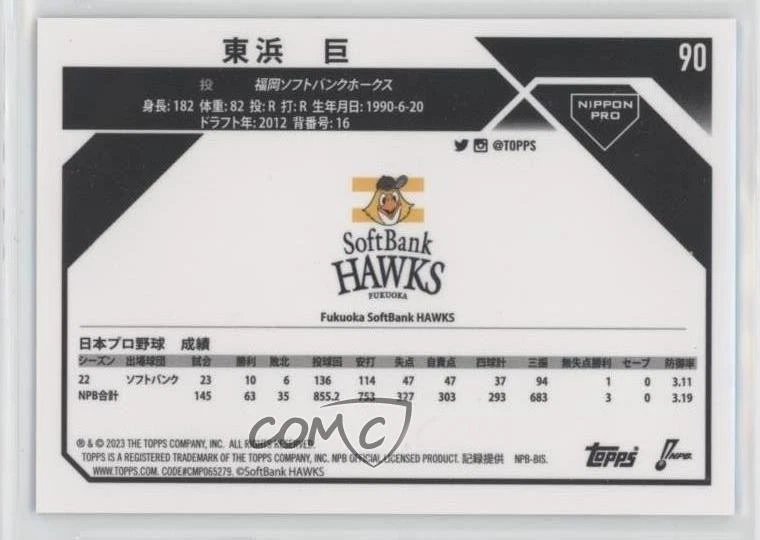 東浜 巨
90
投 福岡ソフトバンクホークス
身長: 182 体重: 82 投: R 打: R 生年月日: 1990-6-20
ドラフト年: 2012 背番号: 16
NIPPON
PRO
@TOPPS
SoftBank
HAWKS
FUKUOKA
Fukuoka SoftBank HAWKS
日本プロ野球 成績
シーズン 出場球団 試合 勝利 敗北 投球回 安打 失点 自責点 四球計 三振 無失点勝利 セーブ 防御率
22 ソフトバンク 23 10 6 136 114 47 47 37 94 1 0 3.11
NPB合計 145 63 35 855.2 753 327 303 293 683 3 0 3.19
COMC
® & © 2023 THE TOPPS COMPANY, INC. ALL RIGHTS RESERVED.
TOPPS IS A REGISTERED TRADEMARK OF THE TOPPS COMPANY, INC. NPB OFFICIAL LICENSED PRODUCT. 記録提供 NPB-BIS.
WWW.TOPPS.COM. CODE#CMP065279. ©SoftBank HAWKS
Topps
NPB